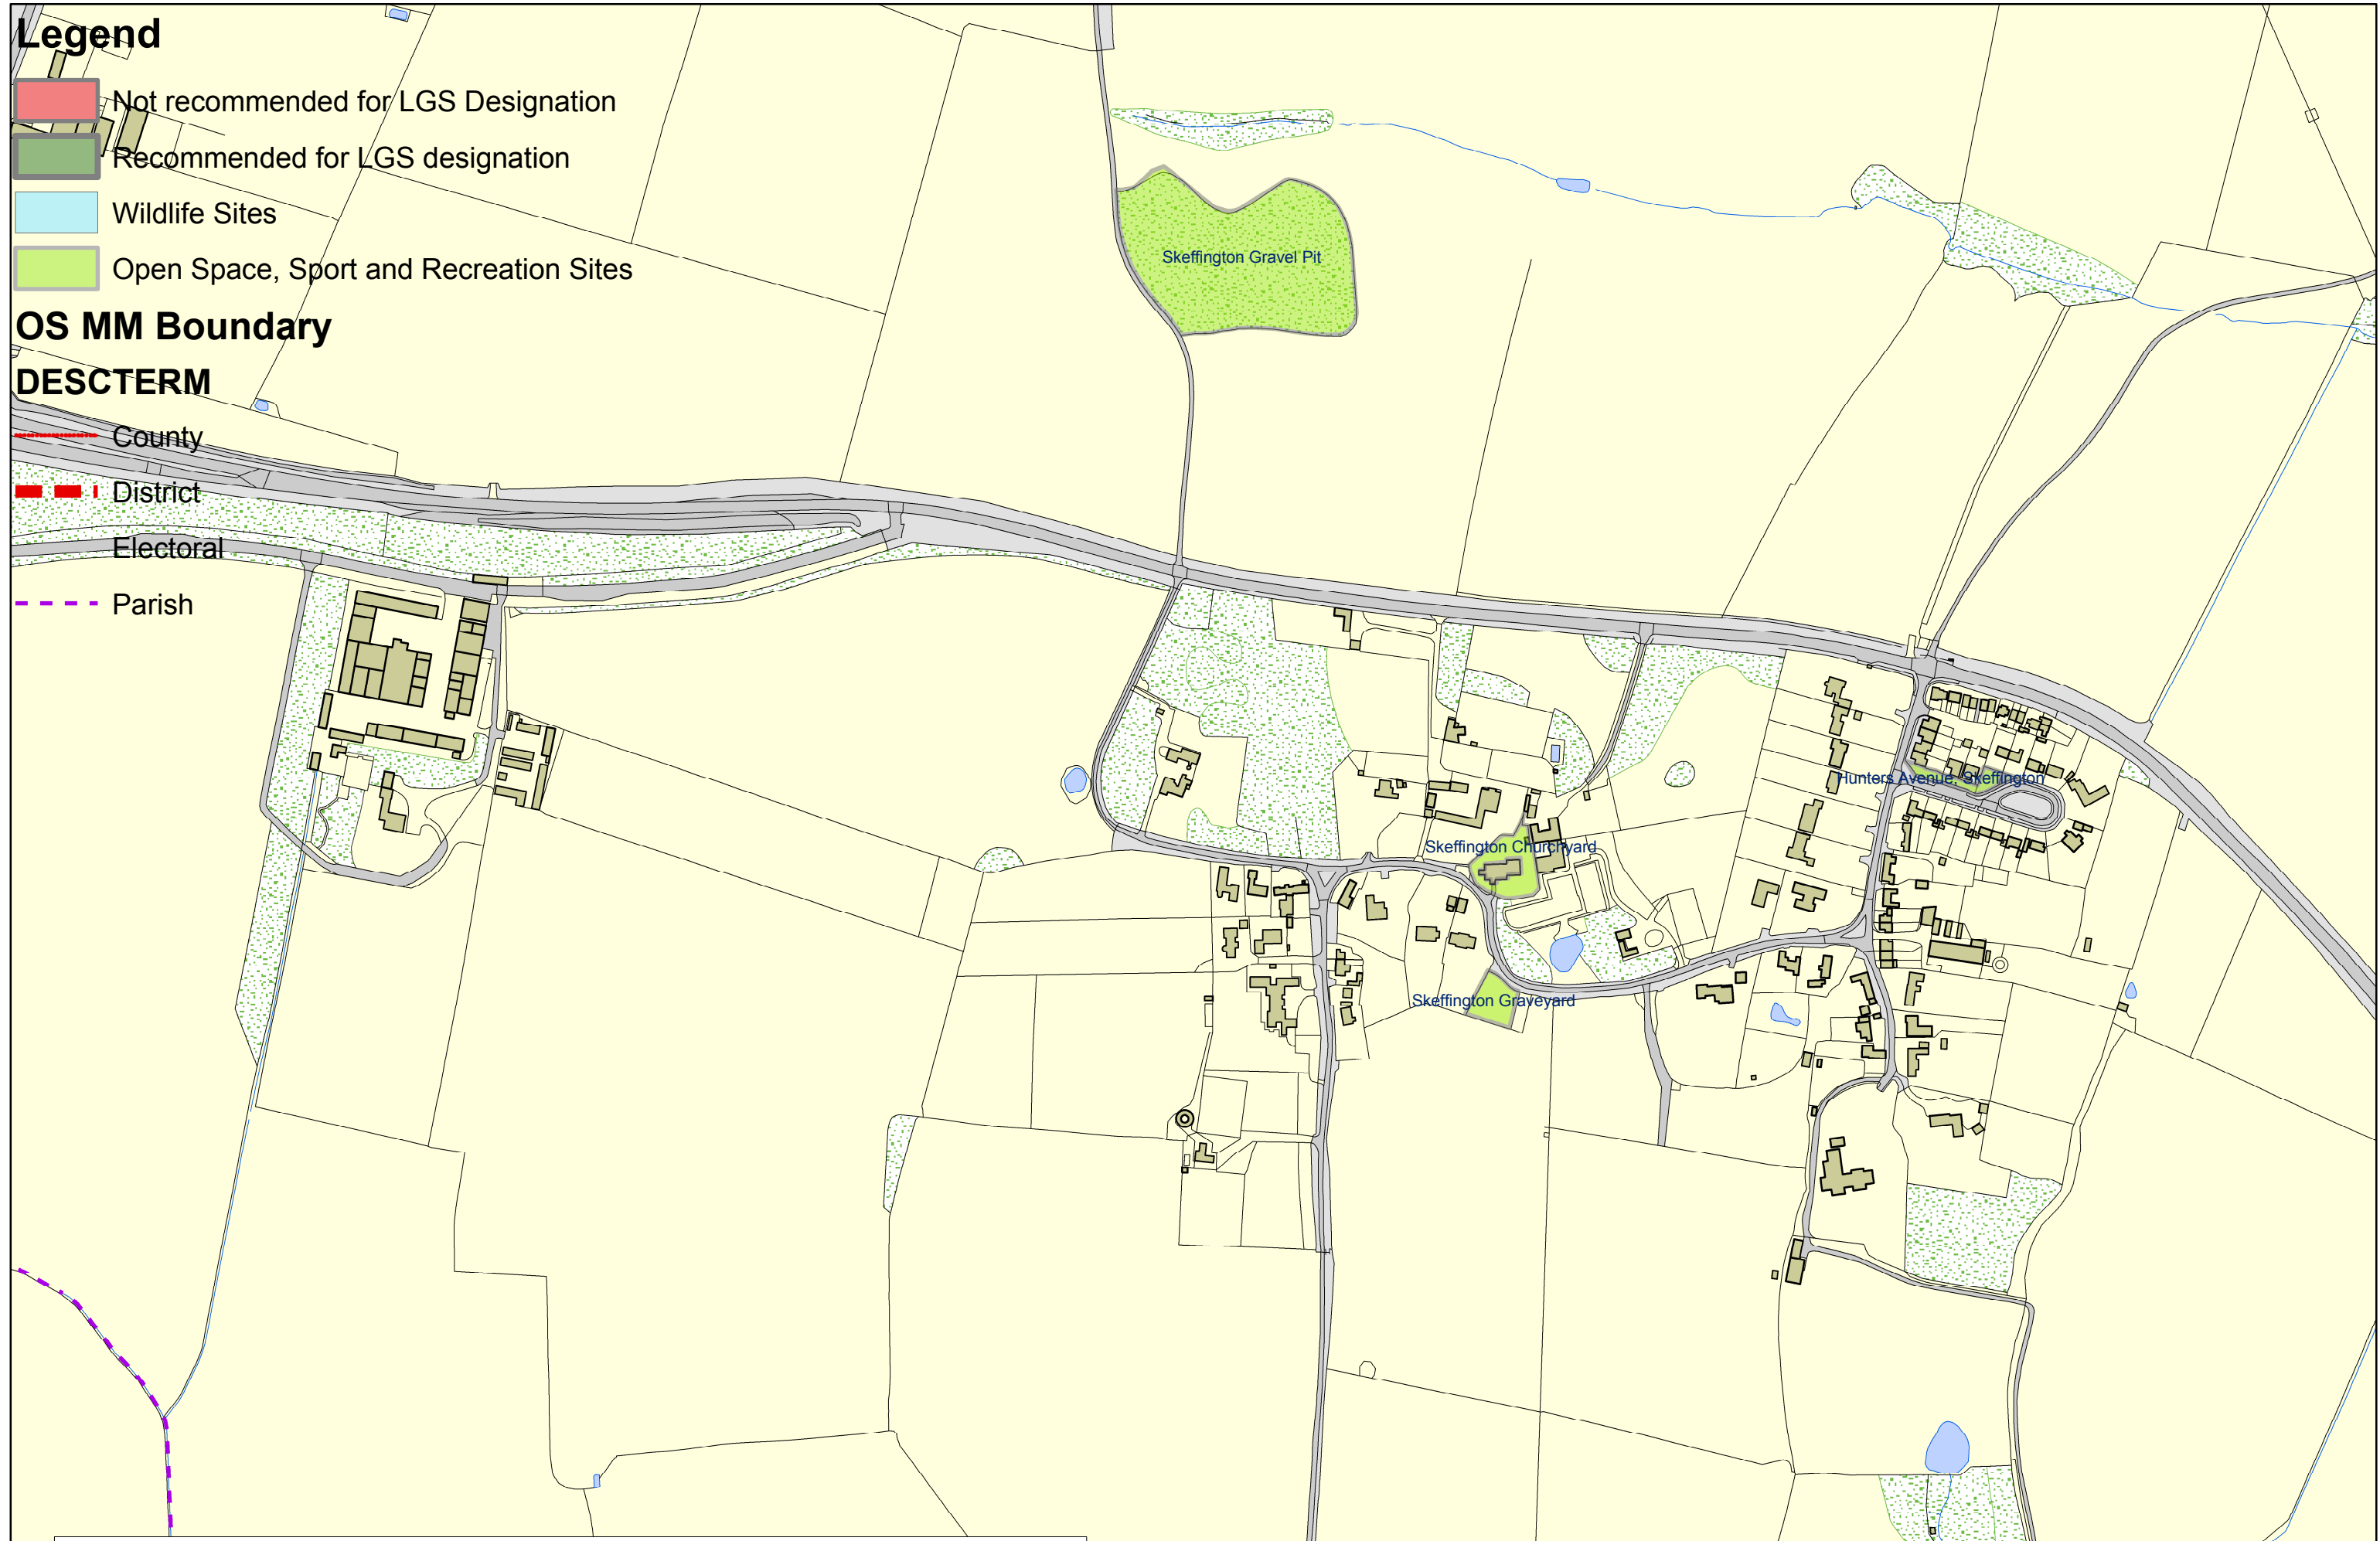 Legend
Not recommended for LGS Designation
Recommended for LGS designation
Wildlife Sites
Open Space, Sport and Recreation Sites
OS MM Boundary
DESCTERM
County
District
Electoral
Parish
Skeffington Gravel Pit
Hunters Avenue, Skeffington
Skeffington Churchyard
Skeffington Graveyard